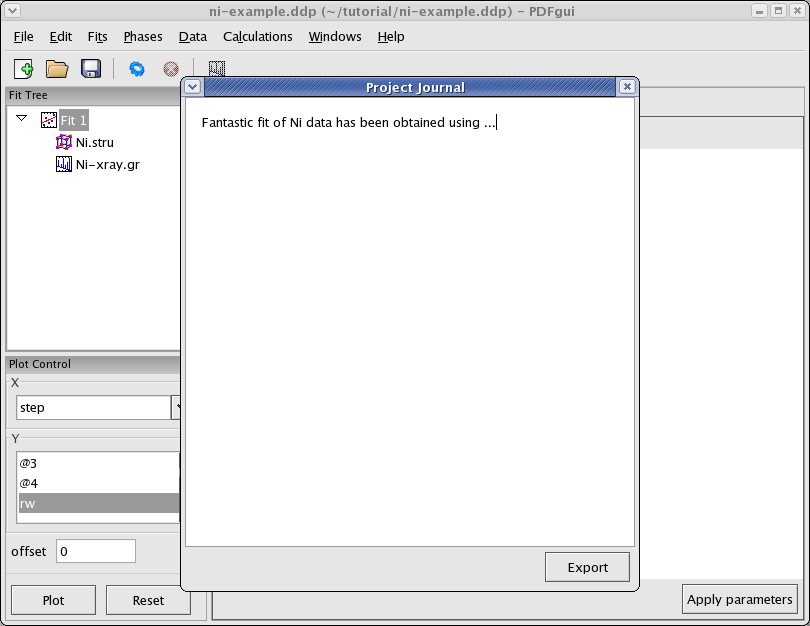 ni-example.ddp (~/tutorial/ni-example.ddp) - PDFgui
File Edit Fits Phases Data Calculations Windows Help
Project Journal
Fit Tree
Fit 1
Ni.stru
Ni-xray.gr
Fantastic fit of Ni data has been obtained using ...
Plot Control
X
step
Y
@3
@4
rw
offset 0
Export
Plot Reset
Apply parameters